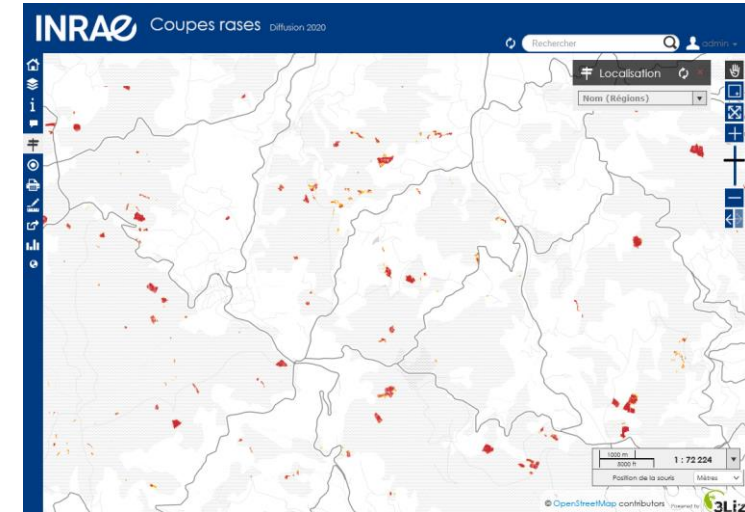 INRAE Coupes rases Diffusion 2020
Rechercher
admin
Localisation
Nom (Régions)
1000 m
5000 ft
1 : 72 224
Position de la souris
Mètres
© OpenStreetMap contributors
Powered by 3Liz